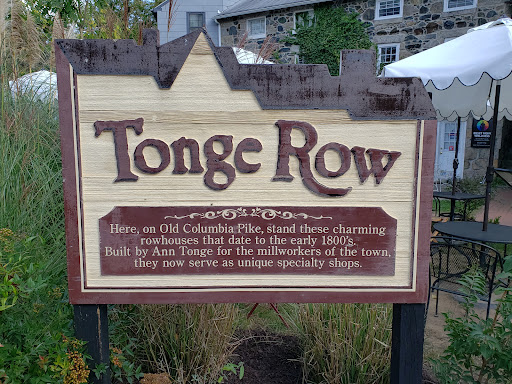 Tonge Row
Here, on Old Columbia Pike, stand these charming
rowhouses that date to the early 1800's.
Built by Ann Tonge for the millworkers of the town,
they now serve as unique specialty shops.